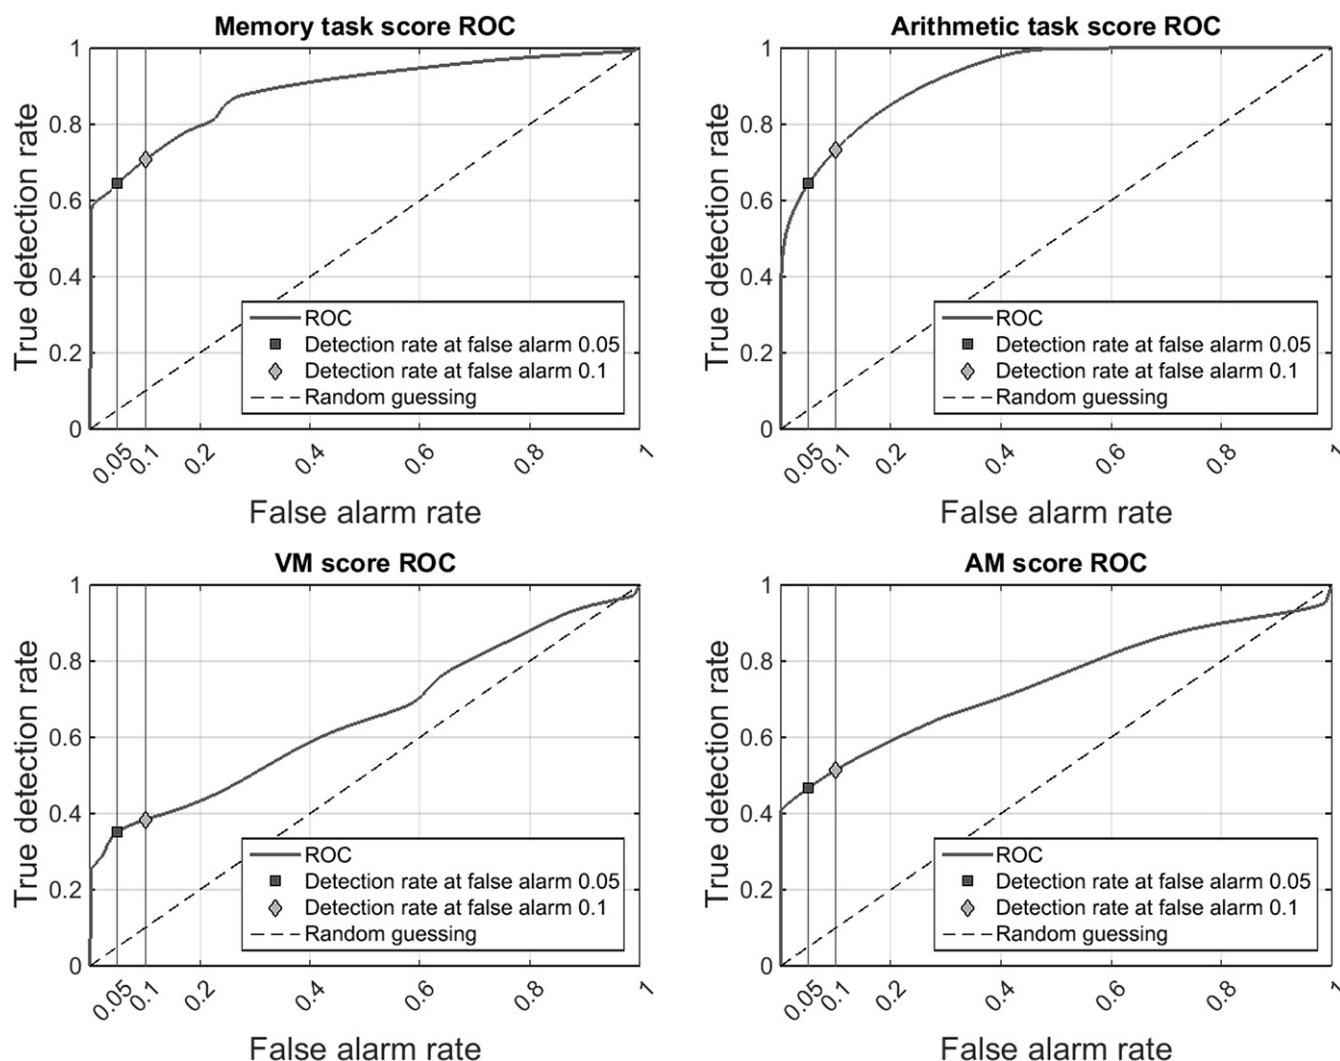 Memory task score ROC
True detection rate
1
0.8
0.6
0.4
0.2
0
ROC
Detection rate at false alarm 0.05
Detection rate at false alarm 0.1
Random guessing
0.05
0.1
0.2
0.4
0.6
0.8
1
False alarm rate
Arithmetic task score ROC
True detection rate
1
0.8
0.6
0.4
0.2
0
ROC
Detection rate at false alarm 0.05
Detection rate at false alarm 0.1
Random guessing
0.05
0.1
0.2
0.4
0.6
0.8
1
False alarm rate
VM score ROC
True detection rate
1
0.8
0.6
0.4
0.2
0
ROC
Detection rate at false alarm 0.05
Detection rate at false alarm 0.1
Random guessing
0.05
0.1
0.2
0.4
0.6
0.8
1
False alarm rate
AM score ROC
True detection rate
1
0.8
0.6
0.4
0.2
0
ROC
Detection rate at false alarm 0.05
Detection rate at false alarm 0.1
Random guessing
0.05
0.1
0.2
0.4
0.6
0.8
1
False alarm rate